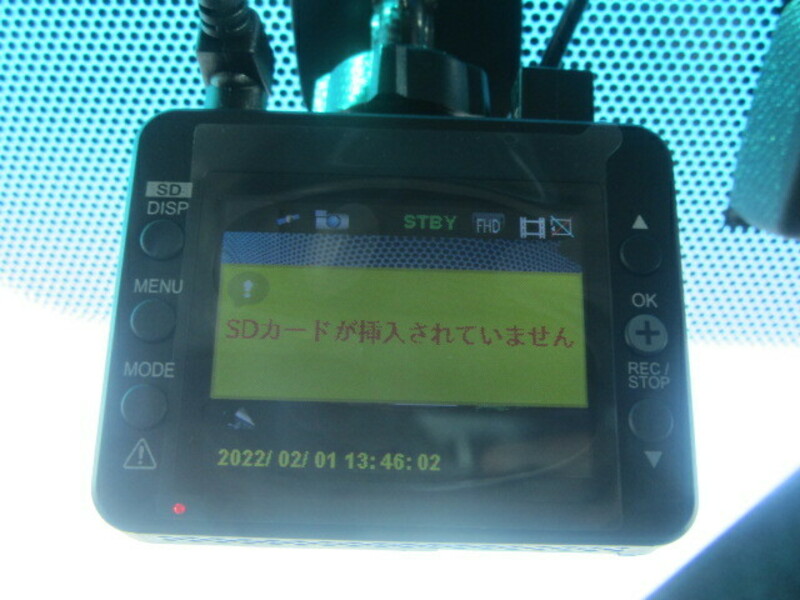 SD
DISP
MENU
MODE
STBY FHD
SDカードが挿入されていません
2022/02/01 13:46:02
OK
REC/
STOP